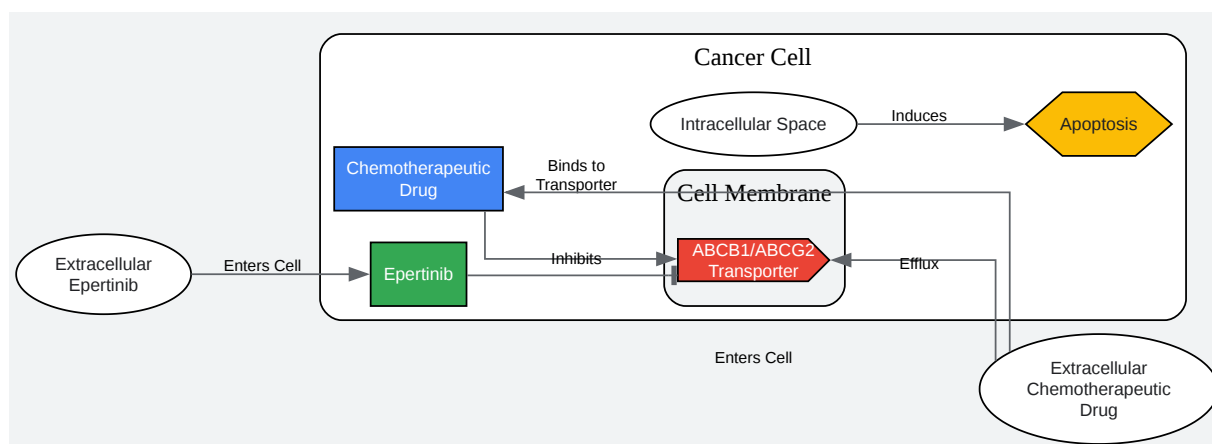 Cancer Cell
Intracellular Space
Induces
Apoptosis
Chemotherapeutic
Drug
Binds to
Transporter
Cell Membrane
Extracellular
Epertinib
Enters Cell
Epertinib
Inhibits
ABCB1/ABCG2
Transporter
Efflux
Enters Cell
Extracellular
Chemotherapeutic
Drug